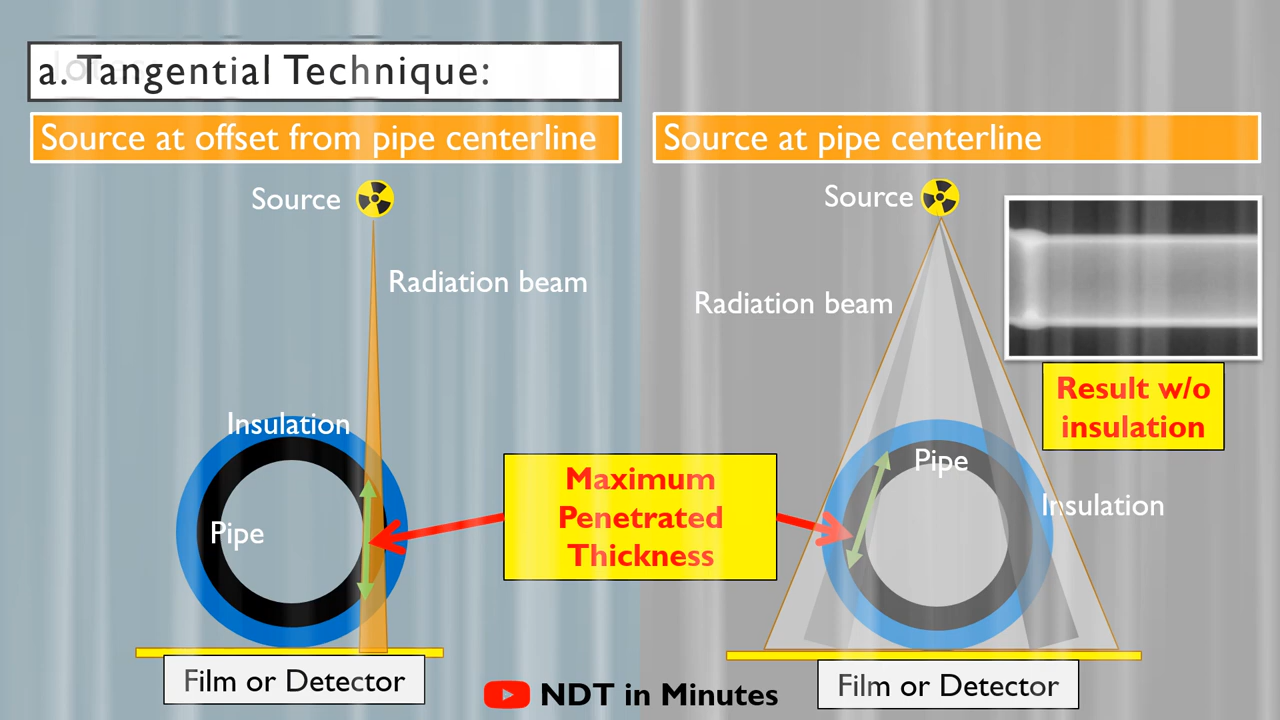 a. Tangential Technique:
Source at offset from pipe centerline
Source at pipe centerline
Source
Radiation beam
Insulation
Pipe
Maximum
Penetrated
Thickness
Film or Detector
Source
Radiation beam
Result w/o
insulation
Pipe
Insulation
Film or Detector
NDT in Minutes